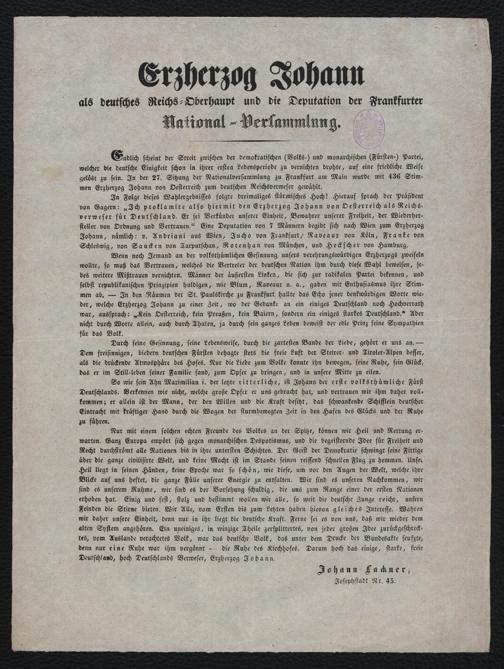 Erzherzog Johann
als deutsches Reichs-Oberhaupt und die Deputation der Frankfurter
National-Versammlung.
Endlich scheint der Streit zwischen der demokratischen (Volks-) und monarchischen (Fürsten-) Partei,
welcher die deutsche Einigkeit schon in ihrer ersten Lebensperiode zu vernichten drohte, auf eine friedliche Weise
gelöst zu sein. In der 27. Sitzung der Nationalversammlung zu Frankfurt am Main wurde mit 436 Stim-
men Erzherzog Johann von Oesterreich zum deutschen Reichsverweser gewählt.
In Folge dieses Wahlergebnißes folgte dreimaliges stürmisches Hoch! Hierauf sprach der Präsident
von Gagern: „Ich proklamire also hiermit den Erzherzog Johann von Oesterreich als Reichs-
verweser für Deutschland. Er sei Verkünder unserer Einheit, Bewahrer unserer Freiheit, der Wiederher-
steller von Ordnung und Vertrauen.“ Eine Deputation von 7 Männern begibt sich nach Wien zum Erzherzog
Johann, nämlich: v. Andriani aus Wien, Jucho von Frankfurt, Raveaux von Köln, Franke von
Schleswig, von Saucken von Tarputschan, Rotenhan von München, und Heckscher von Hamburg.
Wenn noch Jemand an der volksthümlichen Gesinnung unsers verehrungswürdigen Erzherzogs zweifeln
wollte, so muß das Vertrauen, welches die Vertreter der deutschen Nation ihm durch diese Wahl beweisen, je-
des weitere Mißtrauen vernichten. Männer der äußersten Linken, die sich zur radikalen Partei bekennen, und
selbst republikanischen Prinzipien huldigen, wie Blum, Raveaux u. a., gaben mit Enthusiasmus ihre Stim-
men ab. — In den Räumen der St. Paulskirche zu Frankfurt hallte das Echo jener denkwürdigen Worte wie-
der, welche Erzherzog Johann zu einer Zeit, wo der Gedanke an ein einiges Deutschland noch Hochverrath
war, aussprach: „Kein Oesterreich, kein Preußen, kein Baiern, sondern ein einiges starkes Deutschland.“ Aber
nicht durch Worte allein, auch durch Thaten, ja durch sein ganzes Leben beweist der edle Prinz seine Sympathien
für das Volk.
Durch seine Gesinnung, seine Lebensweise, durch die zartesten Bande der Liebe, gehört er uns an.—
Dem freisinnigen, biedern deutschen Fürsten behagte stets die freie Luft der Steirer- und Tiroler-Alpen besser,
als die drückende Atmosphäre des Hofes. Nur die Liebe zum Volke konnte ihn bewegen, seine Ruhe, sein Glück,
das er im Still-leben seiner Familie fand, zum Opfer zu bringen, und in unsere Mitte zu eilen.
So wie sein Ahn Maximilian I. der letzte ritterliche, ist Johann der erste volksthümliche Fürst
Deutschlands. Verkennen wir nicht, welche große Opfer er uns gebracht hat, und vertrauen wir ihm daher voll-
kommen; er allein ist der Mann, der den Willen und die Kraft besitzt, das schwankende Schifflein deutscher
Eintracht mit kräftiger Hand durch die Wogen der sturmbewegten Zeit in den Hafen des Glücks und der Ruhe
zu führen.
Nur mit einem solchen echten Freunde des Volkes an der Spitze, können wir Heil und Rettung er-
warten. Ganz Europa empört sich gegen monarchischen Despotismus, und die begeisternde Idee für Freiheit und
Recht durchströmt alle Nationen bis in ihre untersten Schichten. Der Geist der Demokratie schwingt seine Fittige
über die ganze civilisirte Welt, und keine Macht ist im Stande seinen reißend schnellen Flug zu hemmen. Unser
Heil liegt in seinen Händen, keine Epoche war so schön, wie diese, um vor den Augen der Welt, welche ihre
Blicke auf uns heftet, die ganze Fülle unserer Energie zu entfalten. Wir sind es unseren Nachkommen, wir
sind es unserem Rahme, wir sind es der Vorsehung schuldig, die uns zum Range einer der ersten Nationen
erhoben hat. Einig und fest, stolz und bestimmt wollen wir alle, so weit die deutsche Zunge reicht, unsern
Feinden die Stirne bieten. Wir Alle, vom Ersten bis zum Letzten haben hieran gleiches Interesse. Wahren
wir daher unsere Einheit, denn nur in ihr liegt die deutsche Kraft. Ferne sei es von uns, daß wir wieder dem
alten System angehören. Ein uneiniges, in winzige Theile zersplittertes, von jeder großen Idee zurückgeschreck-
tes, vom Auslande verachtetes Volk, war das deutsche Volk, das unter dem Drucke der Bundesakte seufzte,
denn nur eine Ruhe war ihm vergönnt — die Ruhe des Kirchhofes. Darum hoch das einige, starke, freie
Deutschland, hoch Deutschlands Verweser, Erzherzog Johann.
Johann Lackner,
Josephstadt Nr. 45.